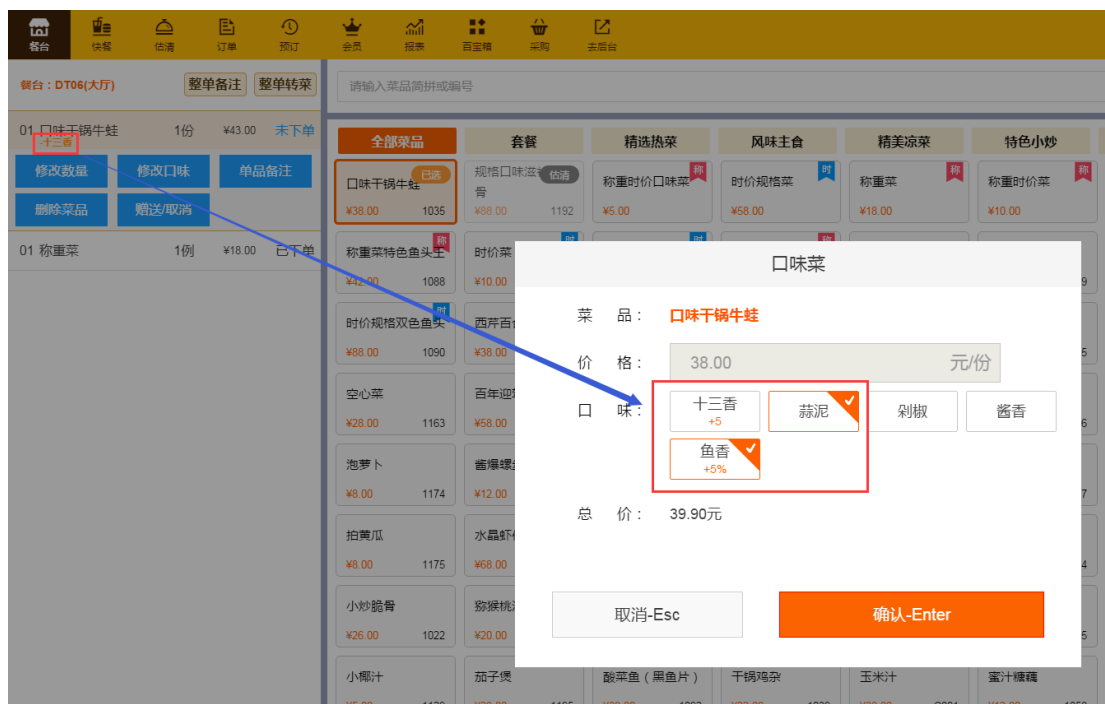 餐台 快餐 估清 订单 预订 会员 报表 百宝箱 采购 去后台
餐台：DT06(大厅) 整单备注 整单转菜
请输入菜品简拼或编号
01 口味干锅牛蛙 1份 ¥43.00 未下单
-十三香
修改数量 修改口味 单品备注
删除菜品 赠送/取消
01 称重菜 1例 ¥18.00 已下单
全部菜品 套餐 精选热菜 风味主食 精美凉菜 特色小炒
口味干锅牛蛙 已选
¥38.00 1035
规格口味滋 估清
骨
¥88.00 1192
称重时价口味菜 称
¥5.00
时价规格菜 时
¥58.00
称重菜 称
¥18.00
称重时价菜 称
¥10.00
称重菜特色鱼头王 称
¥42.00 1088
时价菜 时
¥10.00
时
称
9
时价规格双色鱼头 时
¥88.00 1090
西芹百
¥38.00
5
空心菜
¥28.00 1163
百年迎
¥58.00
6
泡萝卜
¥8.00 1174
酱爆螺
¥12.00
7
拍黄瓜
¥8.00 1175
水晶虾
¥68.00
4
小炒脆骨
¥26.00 1022
猕猴桃
¥20.00
5
小椰汁
茄子煲
酸菜鱼（黑鱼片）
干锅鸡杂
玉米汁
蜜汁糖藕
口味菜
菜 品： 口味干锅牛蛙
价 格： 38.00 元/份
口 味： 十三香 蒜泥 剁椒 酱香
+5
鱼香
+5%
总 价： 39.90元
取消-Esc 确认-Enter